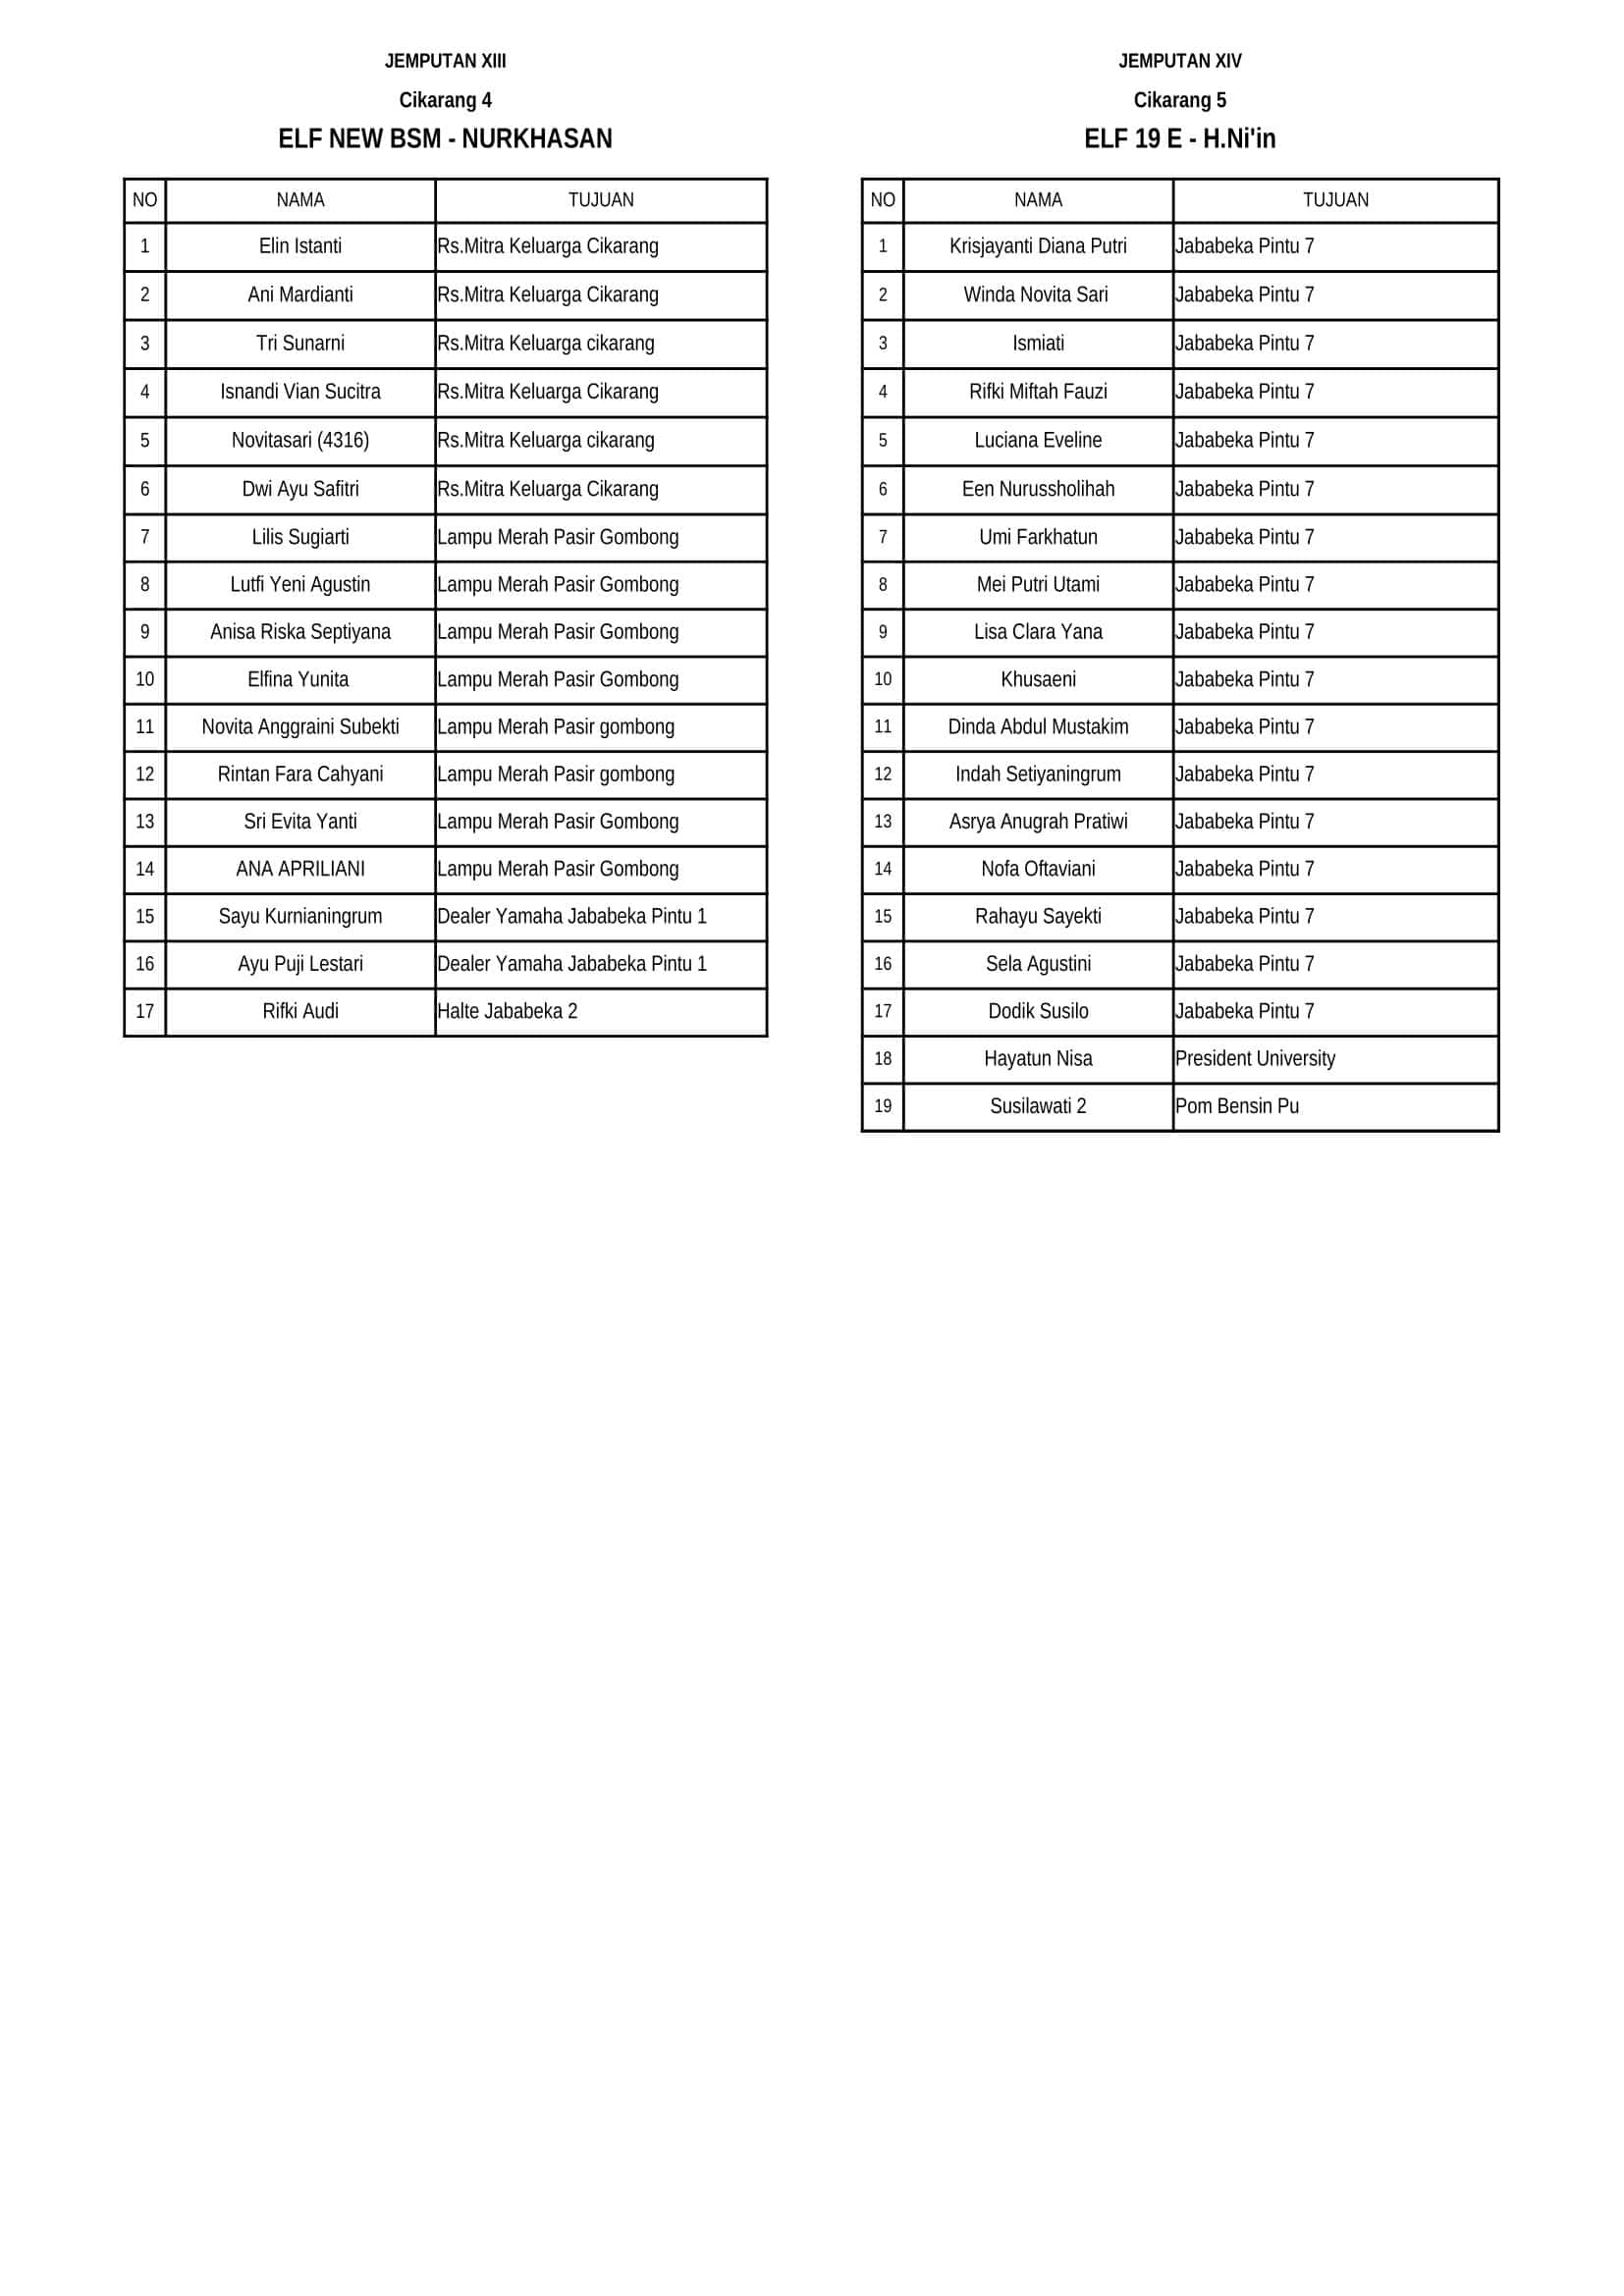 JEMPUTAN XIII
Cikarang 4
ELF NEW BSM - NURKHASAN
NO NAMA TUJUAN
1 Elin Istanti Rs.Mitra Keluarga Cikarang
2 Ani Mardianti Rs.Mitra Keluarga Cikarang
3 Tri Sunarni Rs.Mitra Keluarga cikarang
4 Isnandi Vian Sucitra Rs.Mitra Keluarga Cikarang
5 Novitasari (4316) Rs.Mitra Keluarga cikarang
6 Dwi Ayu Safitri Rs.Mitra Keluarga Cikarang
7 Lilis Sugiarti Lampu Merah Pasir Gombong
8 Lutfi Yeni Agustin Lampu Merah Pasir Gombong
9 Anisa Riska Septiyana Lampu Merah Pasir Gombong
10 Elfina Yunita Lampu Merah Pasir Gombong
11 Novita Anggraini Subekti Lampu Merah Pasir gombong
12 Rintan Fara Cahyani Lampu Merah Pasir gombong
13 Sri Evita Yanti Lampu Merah Pasir Gombong
14 ANA APRILIANI Lampu Merah Pasir Gombong
15 Sayu Kurnianingrum Dealer Yamaha Jababeka Pintu 1
16 Ayu Puji Lestari Dealer Yamaha Jababeka Pintu 1
17 Rifki Audi Halte Jababeka 2
JEMPUTAN XIV
Cikarang 5
ELF 19 E - H.Ni'in
NO NAMA TUJUAN
1 Krisjayanti Diana Putri Jababeka Pintu 7
2 Winda Novita Sari Jababeka Pintu 7
3 Ismiati Jababeka Pintu 7
4 Rifki Miftah Fauzi Jababeka Pintu 7
5 Luciana Eveline Jababeka Pintu 7
6 Een Nurussholihah Jababeka Pintu 7
7 Umi Farkhatun Jababeka Pintu 7
8 Mei Putri Utami Jababeka Pintu 7
9 Lisa Clara Yana Jababeka Pintu 7
10 Khusaeni Jababeka Pintu 7
11 Dinda Abdul Mustakim Jababeka Pintu 7
12 Indah Setiyaningrum Jababeka Pintu 7
13 Asrya Anugrah Pratiwi Jababeka Pintu 7
14 Nofa Oftaviani Jababeka Pintu 7
15 Rahayu Sayekti Jababeka Pintu 7
16 Sela Agustini Jababeka Pintu 7
17 Dodik Susilo Jababeka Pintu 7
18 Hayatun Nisa President University
19 Susilawati 2 Pom Bensin Pu